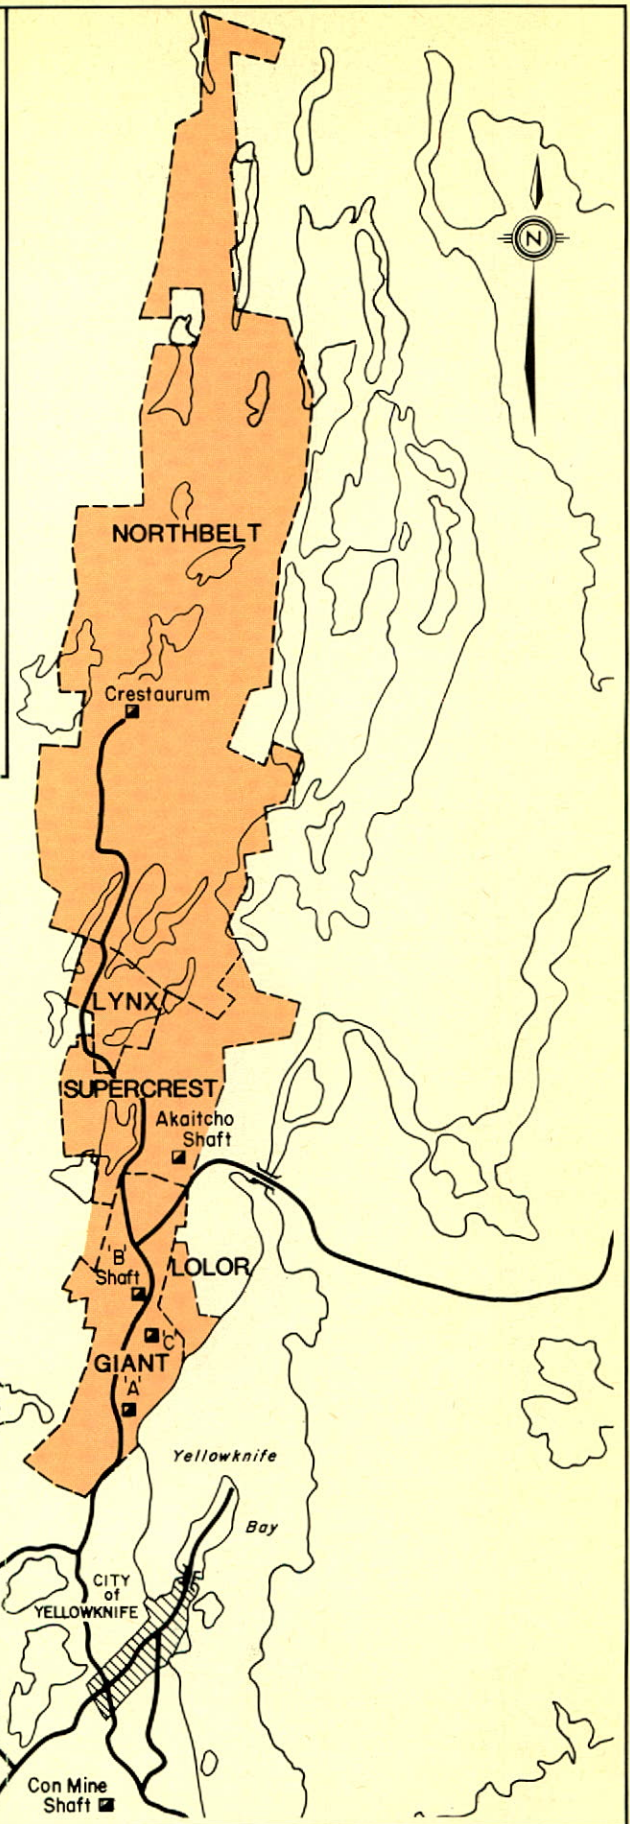 N
NORTHBELT
Crestaurum
LYNX
SUPERCREST
Akaitcho
Shaft
'B'
Shaft
LOLOR
'C'
GIANT
'A'
Yellowknife
Bay
CITY
of
YELLOWKNIFE
Con Mine
Shaft